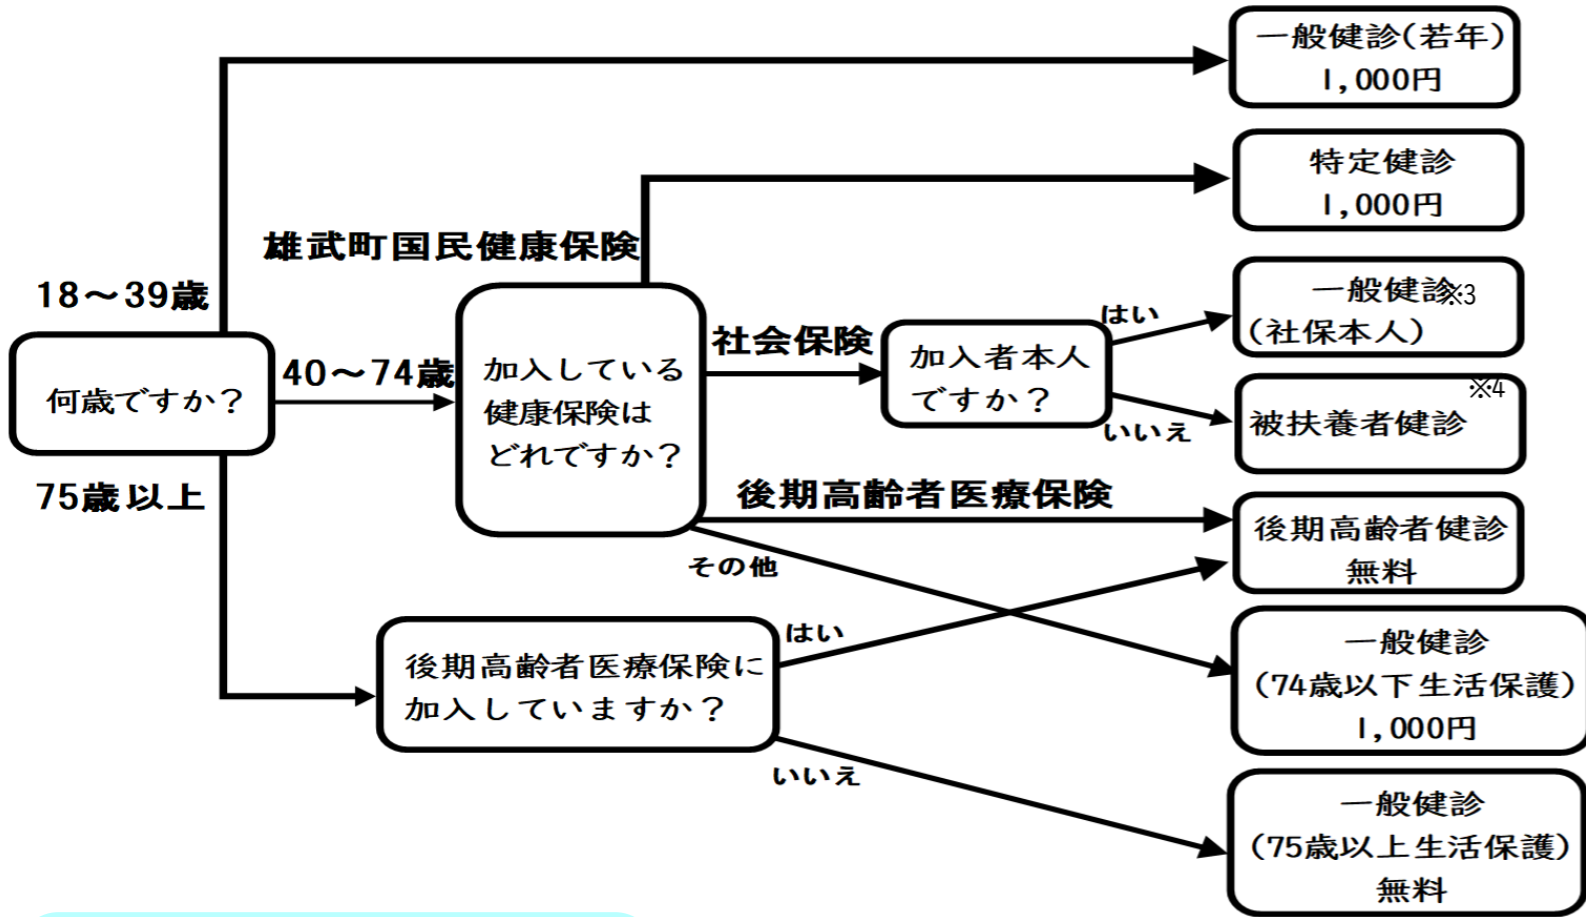 一般健診(若年)
1,000円
特定健診
1,000円
雄武町国民健康保険
18〜39歳
何歳ですか?
40〜74歳
加入している
健康保険は
どれですか?
社会保険
加入者本人
ですか?
はい
一般健診※3
(社保本人)
いいえ
※4
被扶養者健診
75歳以上
後期高齢者医療保険
後期高齢者健診
無料
その他
後期高齢者医療保険に
加入していますか?
はい
一般健診
(74歳以下生活保護)
1,000円
いいえ
一般健診
(75歳以上生活保護)
無料